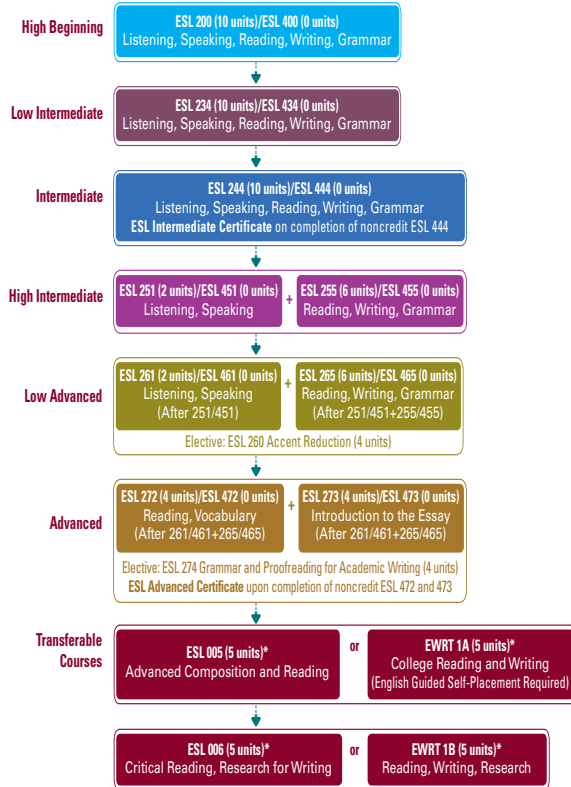 High Beginning
ESL 200 (10 units)/ESL 400 (0 units)
Listening, Speaking, Reading, Writing, Grammar
Low Intermediate
ESL 234 (10 units)/ESL 434 (0 units)
Listening, Speaking, Reading, Writing, Grammar
Intermediate
ESL 244 (10 units)/ESL 444 (0 units)
Listening, Speaking, Reading, Writing, Grammar
ESL Intermediate Certificate on completion of noncredit ESL 444
High Intermediate
ESL 251 (2 units)/ESL 451 (0 units)
Listening, Speaking
+
ESL 255 (6 units)/ESL 455 (0 units)
Reading, Writing, Grammar
Low Advanced
ESL 261 (2 units)/ESL 461 (0 units)
Listening, Speaking
(After 251/451)
+
ESL 265 (6 units)/ESL 465 (0 units)
Reading, Writing, Grammar
(After 251/451+255/455)
Elective: ESL 260 Accent Reduction (4 units)
Advanced
ESL 272 (4 units)/ESL 472 (0 units)
Reading, Vocabulary
(After 261/461+265/465)
+
ESL 273 (4 units)/ESL 473 (0 units)
Introduction to the Essay
(After 261/461+265/465)
Elective: ESL 274 Grammar and Proofreading for Academic Writing (4 units)
ESL Advanced Certificate upon completion of noncredit ESL 472 and 473
Transferable
Courses
ESL 005 (5 units)*
Advanced Composition and Reading
or
EWRT 1A (5 units)*
College Reading and Writing
(English Guided Self-Placement Required)
ESL 006 (5 units)*
Critical Reading, Research for Writing
or
EWRT 1B (5 units)*
Reading, Writing, Research